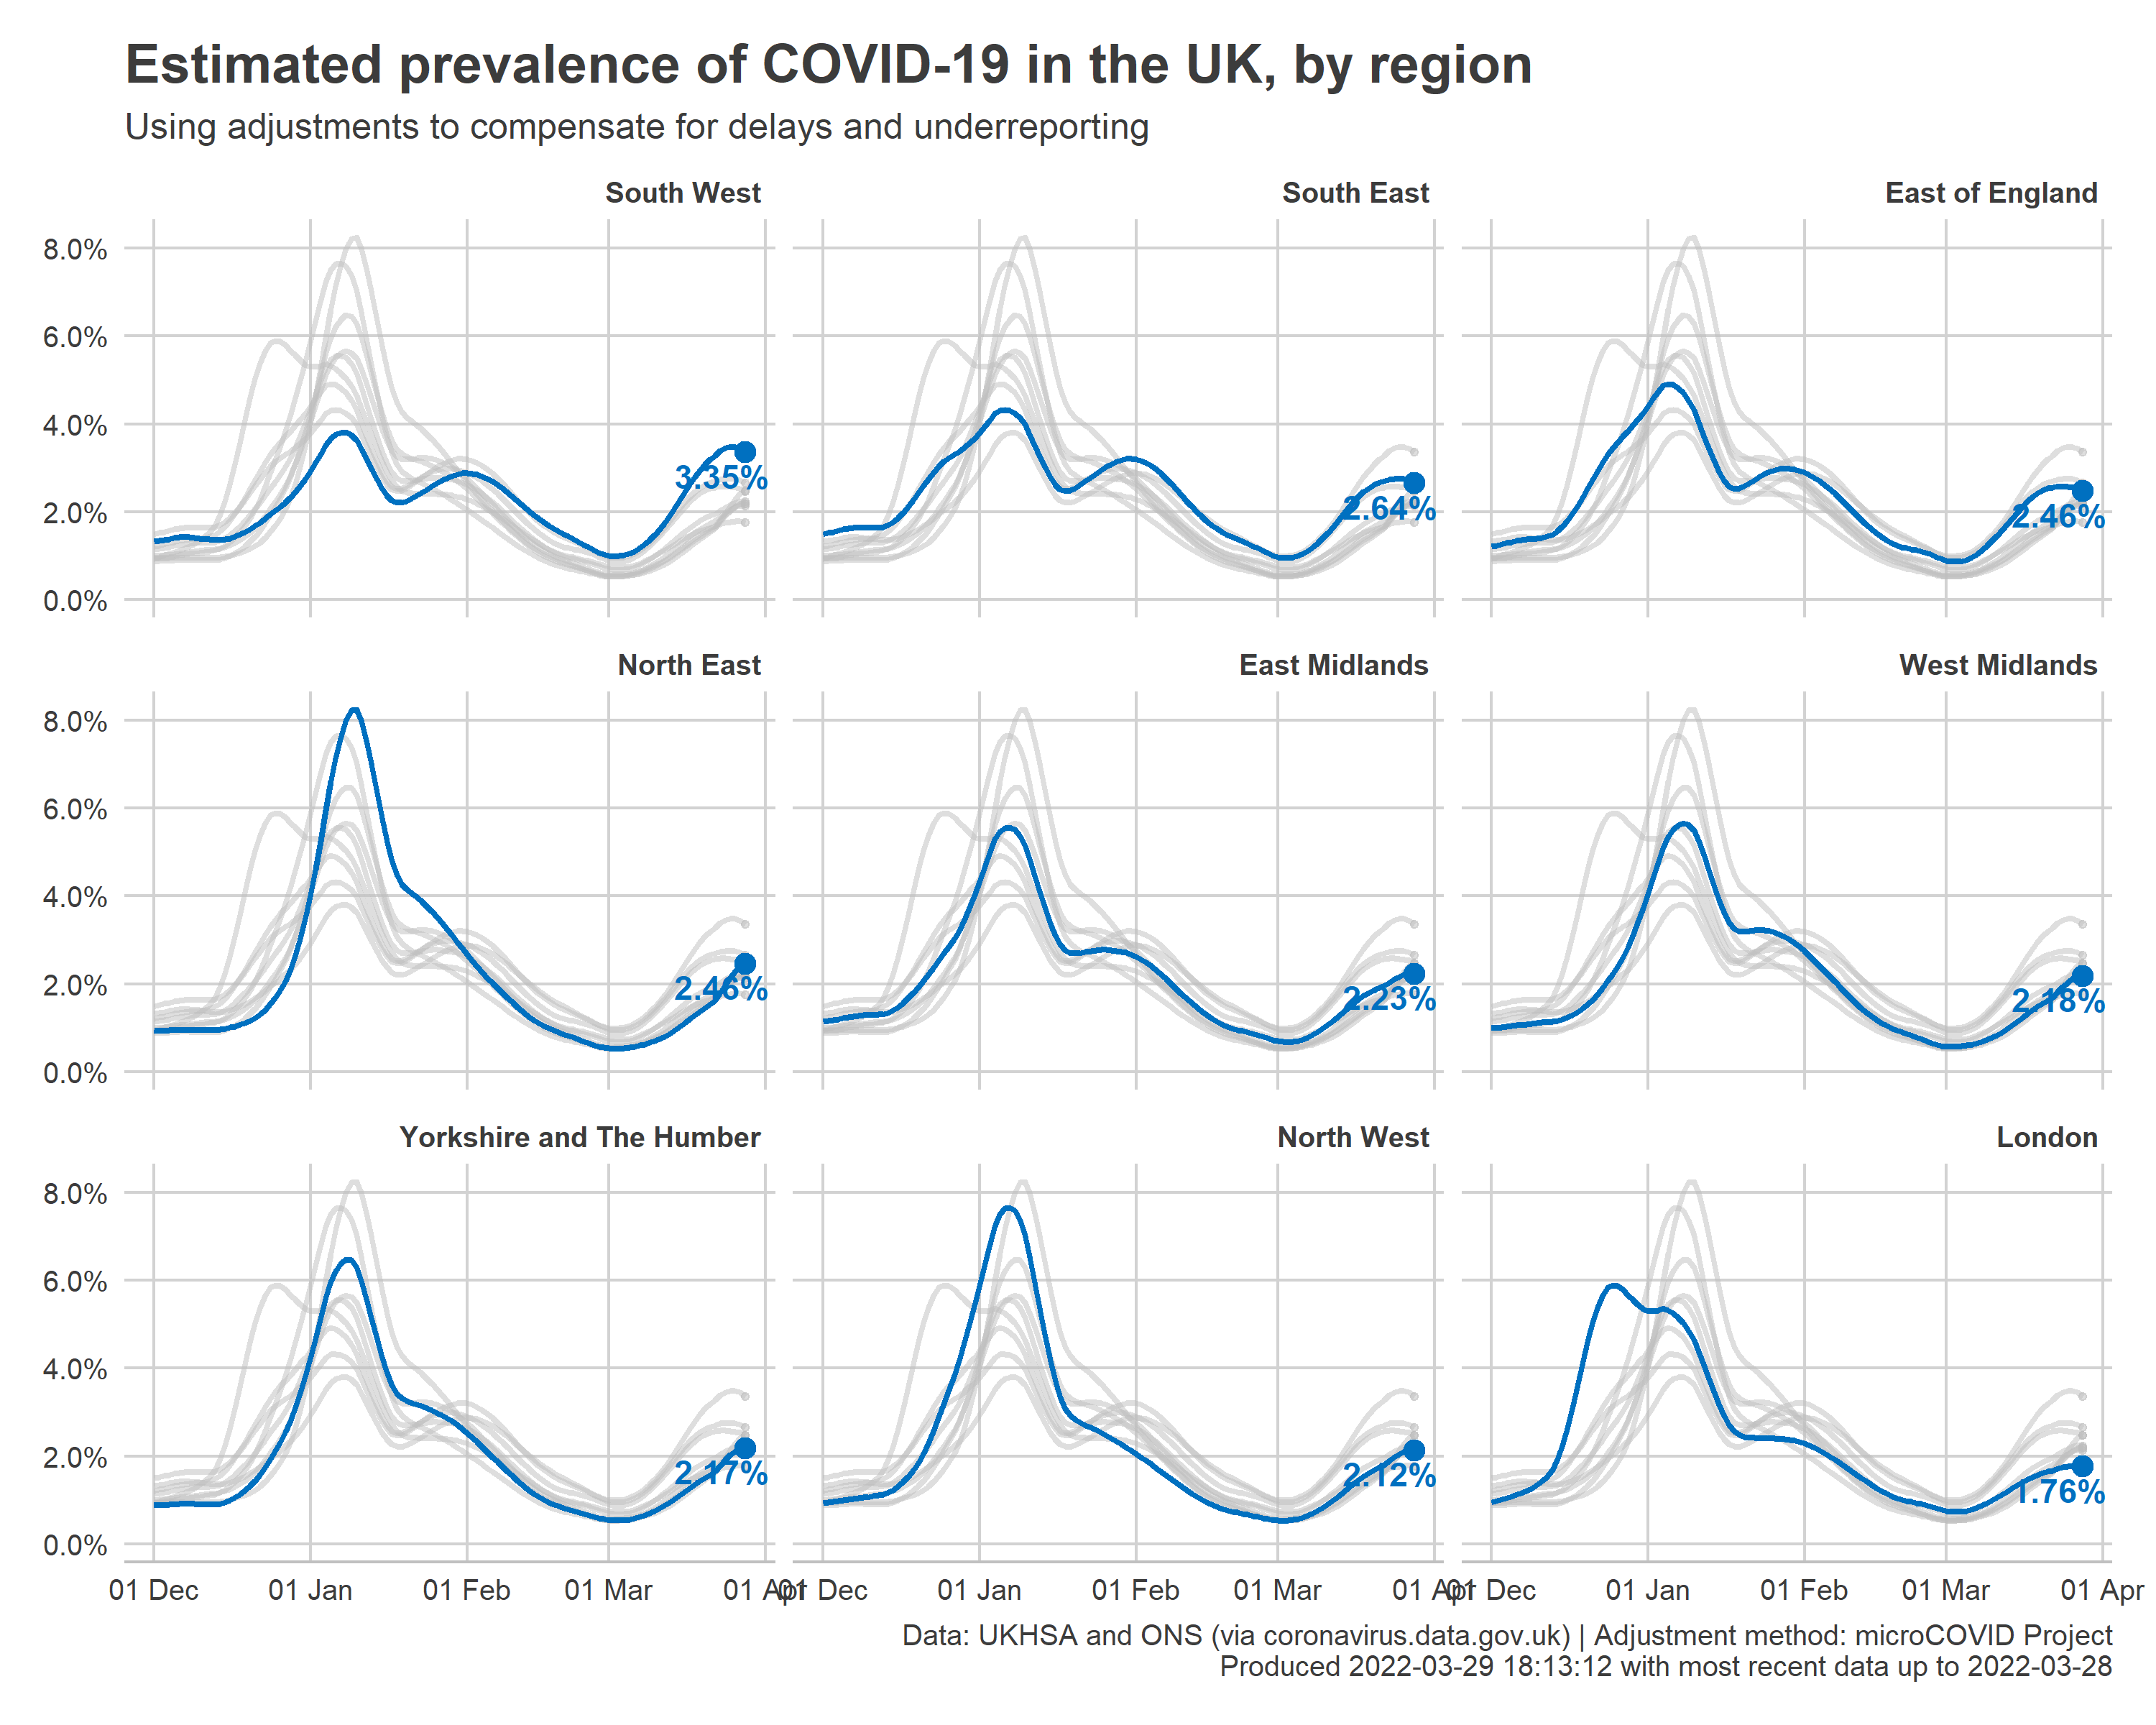 Estimated prevalence of COVID-19 in the UK, by region
Using adjustments to compensate for delays and underreporting
South West
South East
East of England
8.0%
6.0%
4.0%
2.0%
0.0%
3.35%
2.64%
2.46%
North East
East Midlands
West Midlands
8.0%
6.0%
4.0%
2.0%
0.0%
2.46%
2.23%
2.18%
Yorkshire and The Humber
North West
London
8.0%
6.0%
4.0%
2.0%
0.0%
2.17%
2.12%
1.76%
01 Dec 01 Jan 01 Feb 01 Mar 01 Apr
01 Dec 01 Jan 01 Feb 01 Mar 01 Apr
01 Dec 01 Jan 01 Feb 01 Mar 01 Apr
Data: UKHSA and ONS (via coronavirus.data.gov.uk) | Adjustment method: microCOVID Project
Produced 2022-03-29 18:13:12 with most recent data up to 2022-03-28